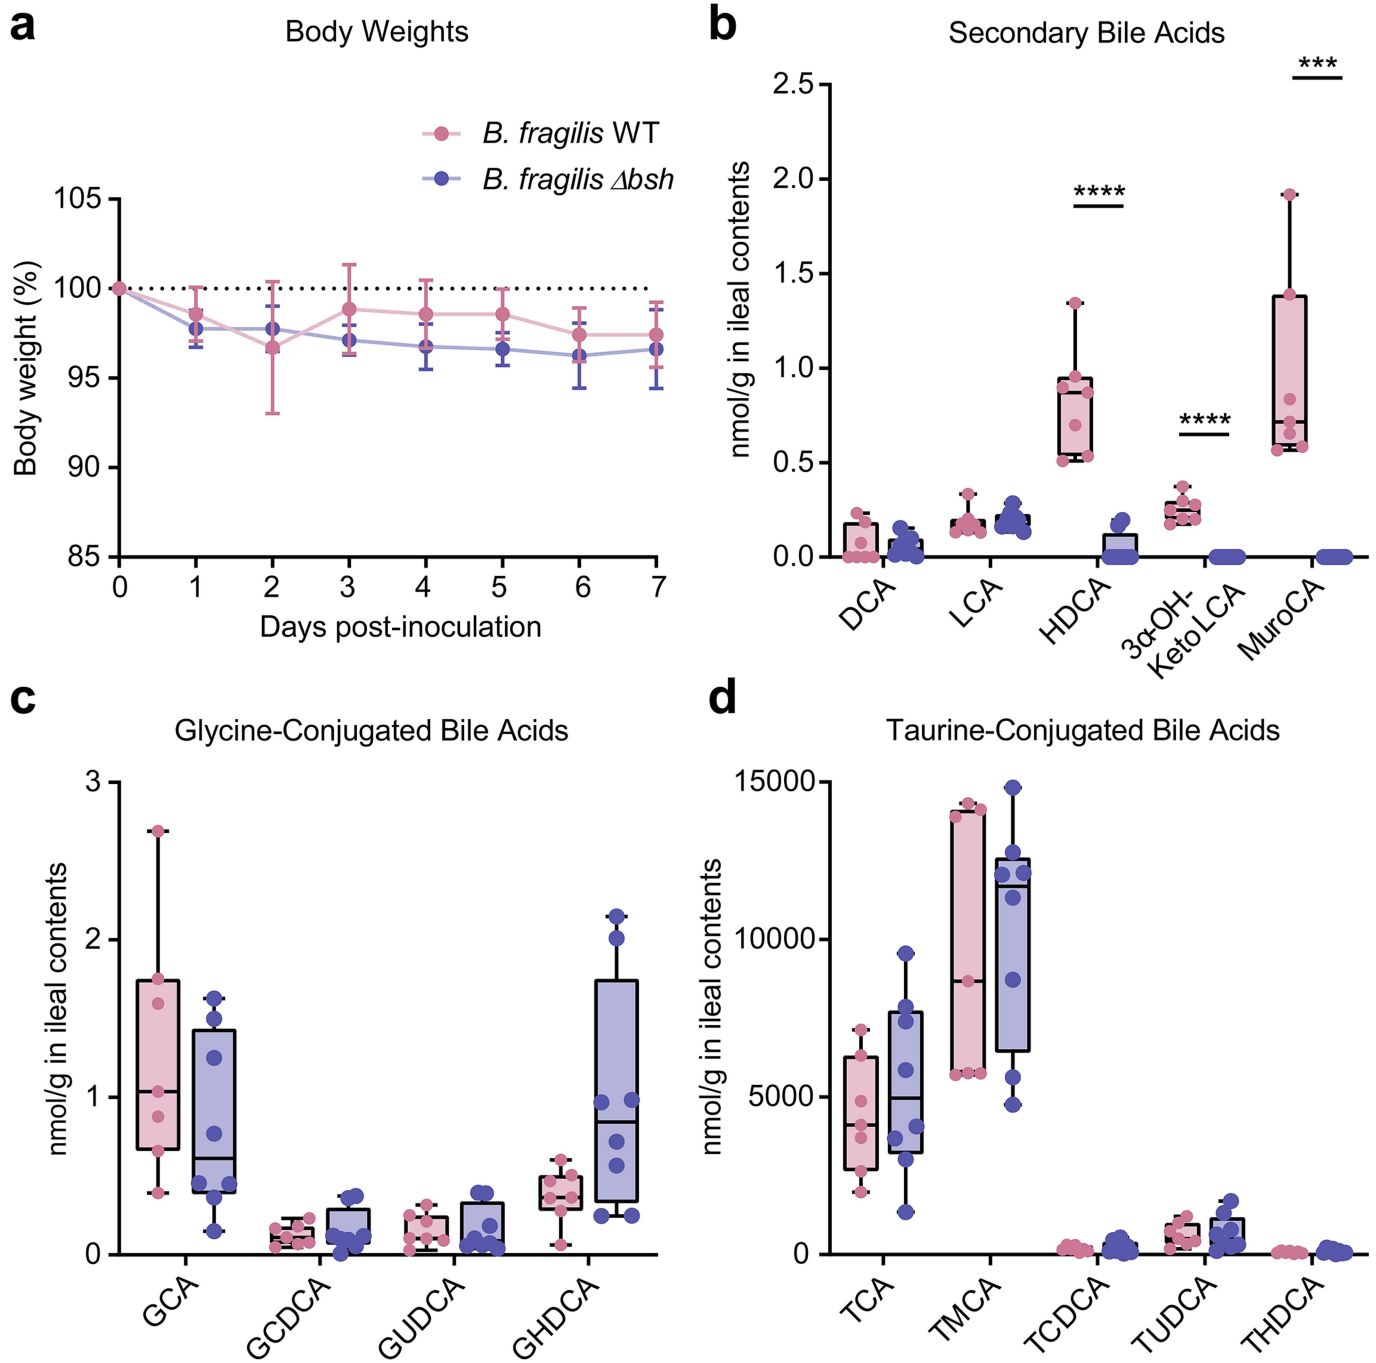 a
Body Weights
B. fragilis WT
B. fragilis Δbsh
105
100
95
90
85
Body weight (%)
0 1 2 3 4 5 6 7
Days post-inoculation
b
Secondary Bile Acids
2.5
2.0
1.5
1.0
0.5
0.0
nmol/g in ileal contents
****
****
***
DCA
LCA
HDCA
3α-OH-
KetoLCA
MuroCA
c
Glycine-Conjugated Bile Acids
3
2
1
0
nmol/g in ileal contents
GCA
GCDCA
GUDCA
GHDCA
d
Taurine-Conjugated Bile Acids
15000
10000
5000
0
nmol/g in ileal contents
TCA
TMCA
TCDCA
TUDCA
THDCA